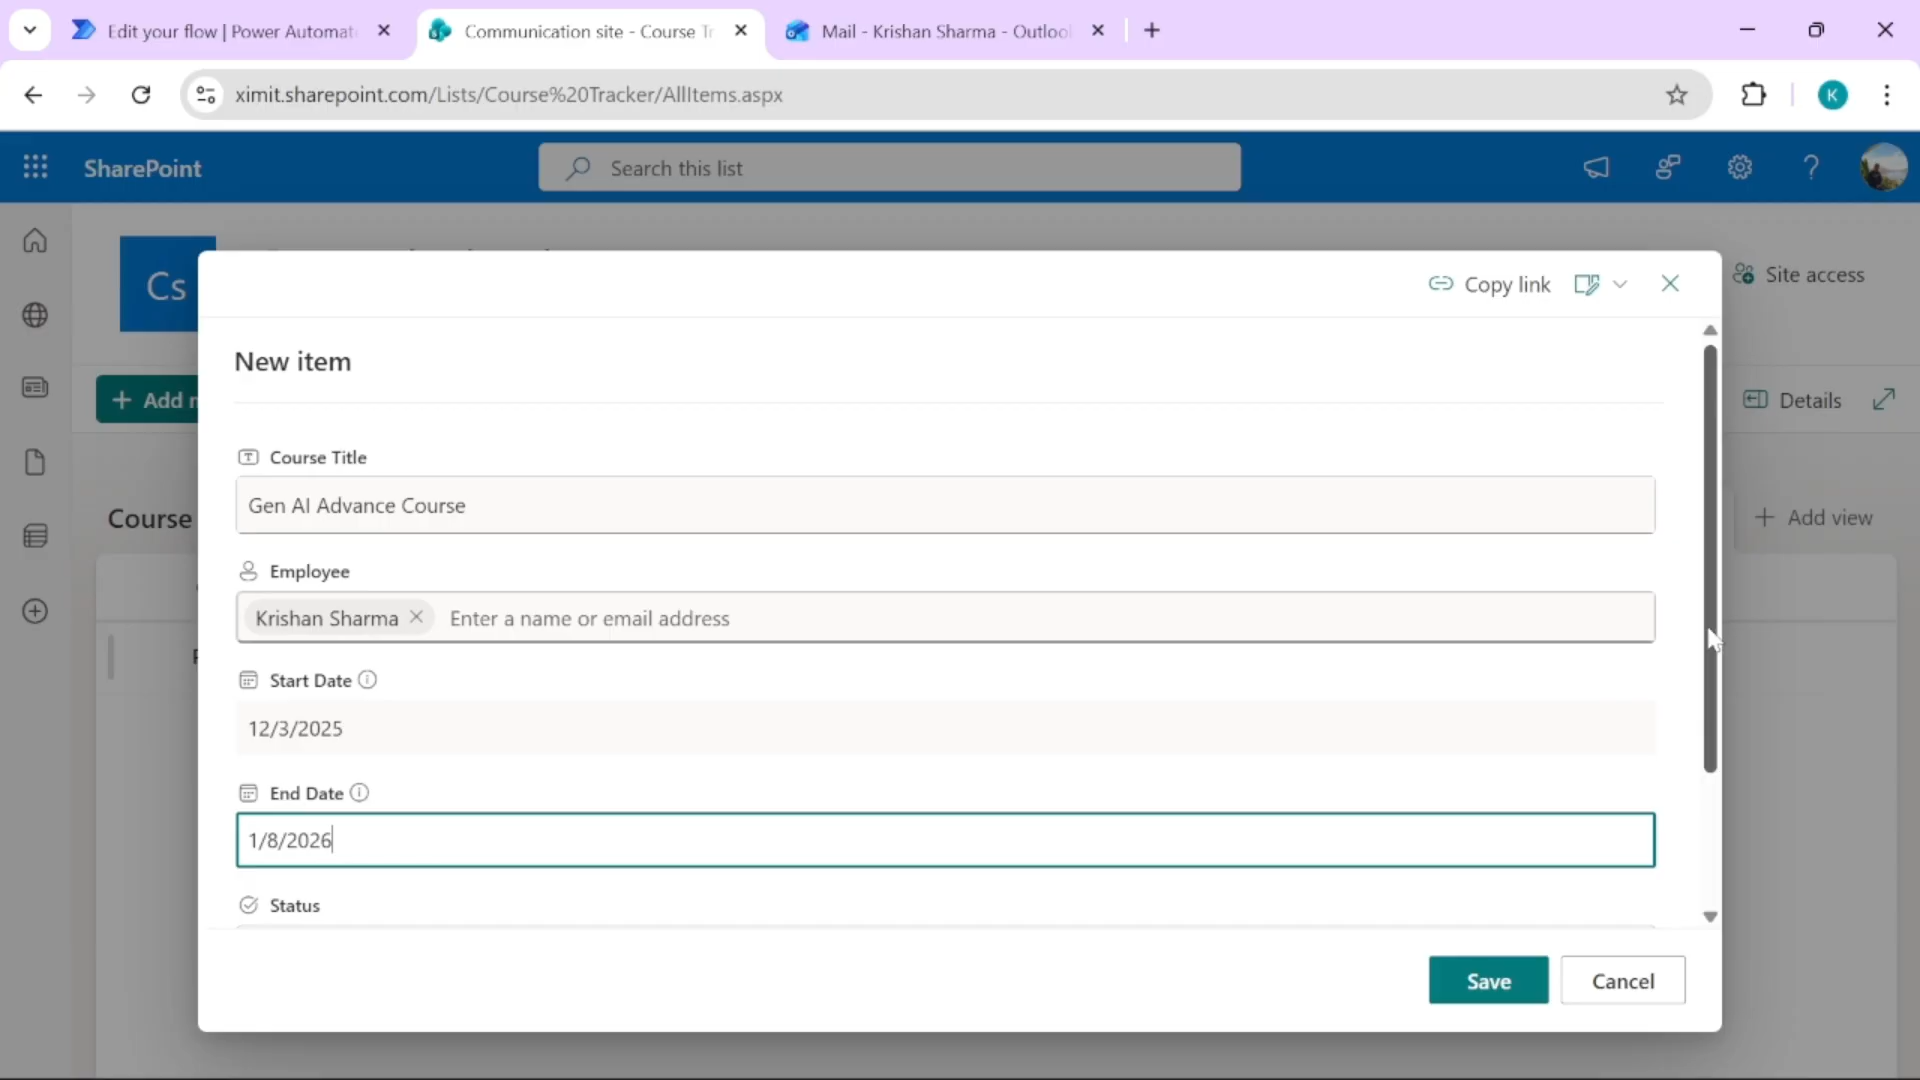 Edit your flow | Power Automat
Communication site - Course Tr
Mail - Krishan Sharma - Outloo
ximit.sharepoint.com/Lists/Course%20Tracker/AllItems.aspx
K
SharePoint
Search this list
Cs
Site access
Copy link
New item
+ Add n
Details
Course Title
Gen AI Advance Course
Course
+ Add view
Employee
Krishan Sharma
Enter a name or email address
Start Date
12/3/2025
End Date
1/8/2026
Status
Save
Cancel